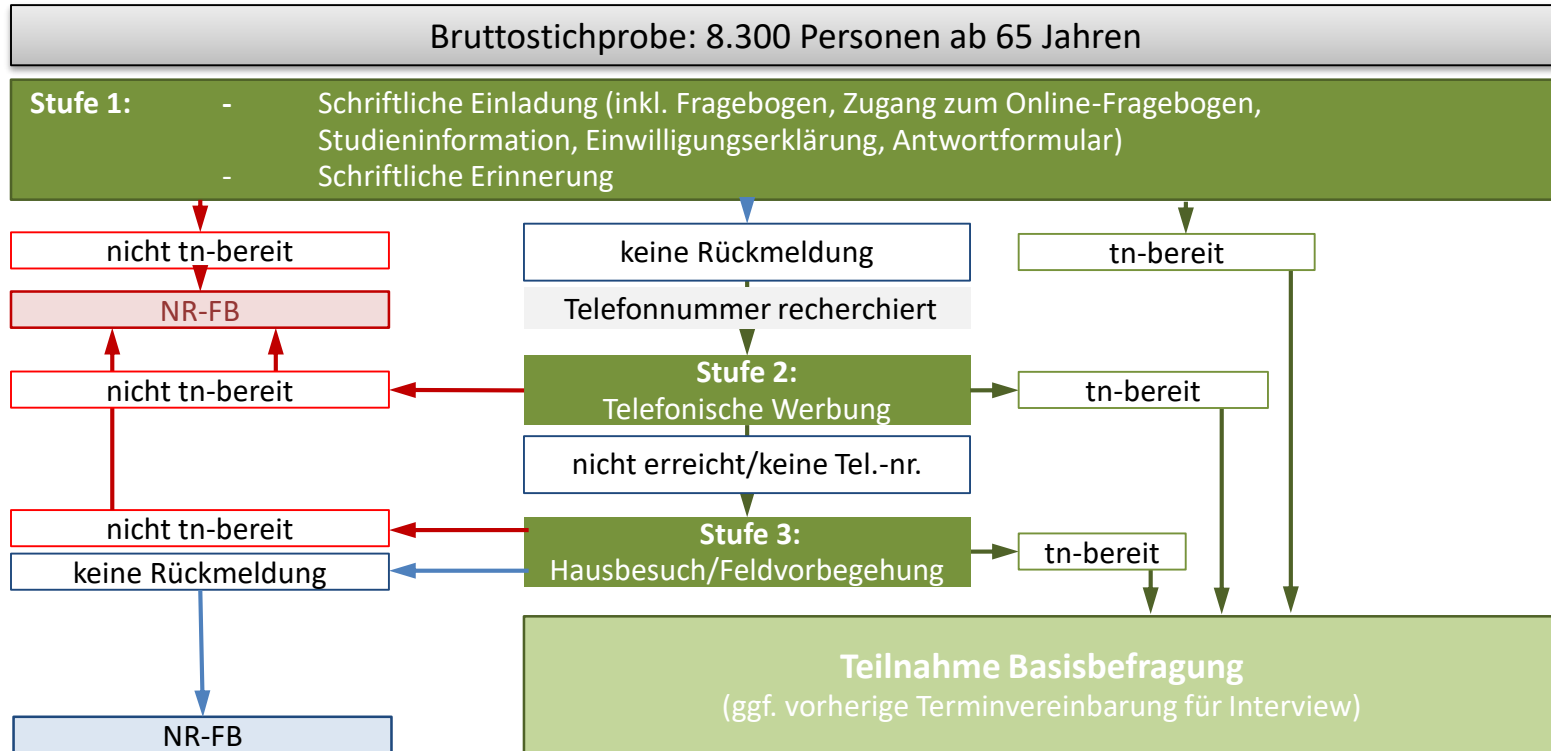 Bruttostichprobe: 8.300 Personen ab 65 Jahren
Stufe 1: - Schriftliche Einladung (inkl. Fragebogen, Zugang zum Online-Fragebogen,
Studieninformation, Einwilligungserklärung, Antwortformular)
- Schriftliche Erinnerung
nicht tn-bereit
keine Rückmeldung
tn-bereit
NR-FB
Telefonnummer recherchiert
nicht tn-bereit
Stufe 2:
Telefonische Werbung
tn-bereit
nicht erreicht/keine Tel.-nr.
nicht tn-bereit
keine Rückmeldung
Stufe 3:
Hausbesuch/Feldvorbegehung
tn-bereit
Teilnahme Basisbefragung
(ggf. vorherige Terminvereinbarung für Interview)
NR-FB